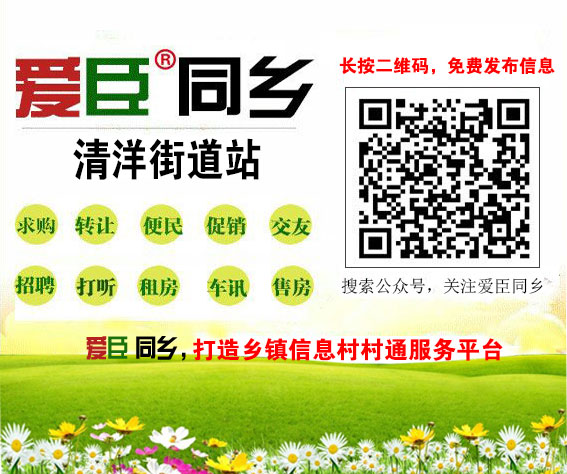 爱臣®同乡
清洋街道站
求购 转让 便民 促销 交友
招聘 打听 租房 车讯 售房
长按二维码，免费发布信息
搜索公众号，关注爱臣同乡
爱臣同乡，打造乡镇信息村村通服务平台